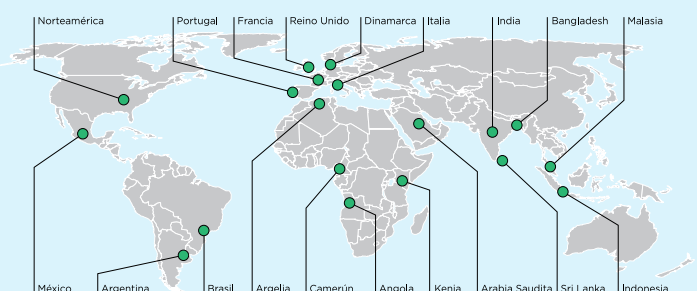 Norteamérica Portugal Francia Reino Unido Dinamarca Italia India Bangladesh Malasia
México Argentina Brasil Argelia Camerún Angola Kenia Arabia Saudita Sri Lanka Indonesia